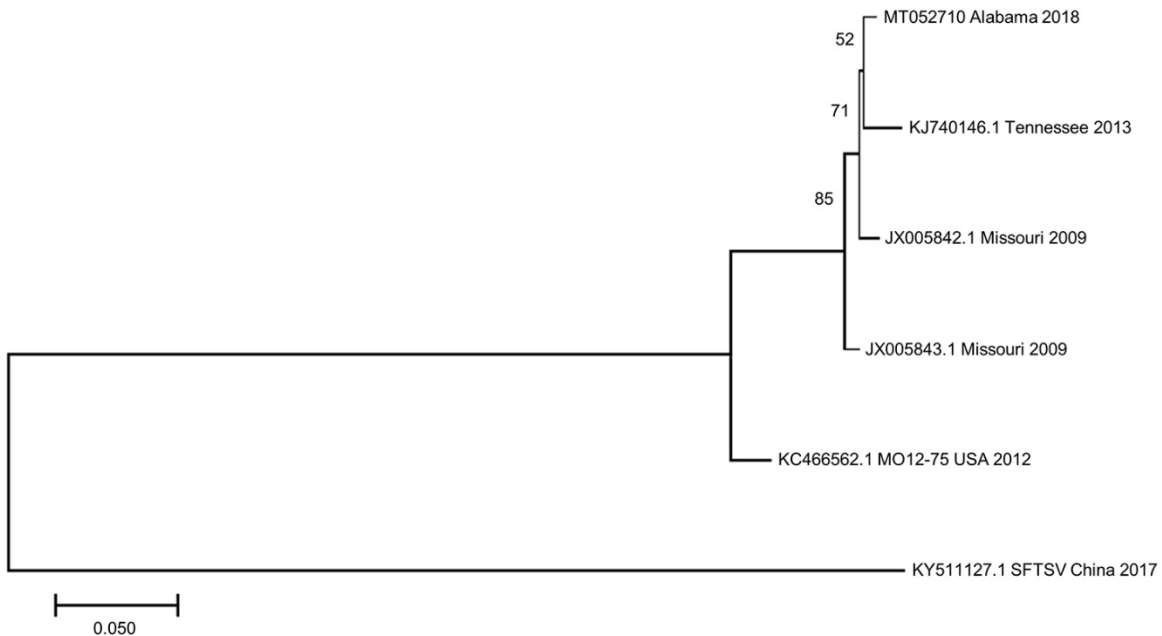 MT052710 Alabama 2018
52
71
KJ740146.1 Tennessee 2013
85
JX005842.1 Missouri 2009
JX005843.1 Missouri 2009
KC466562.1 MO12-75 USA 2012
KY511127.1 SFTSV China 2017
0.050